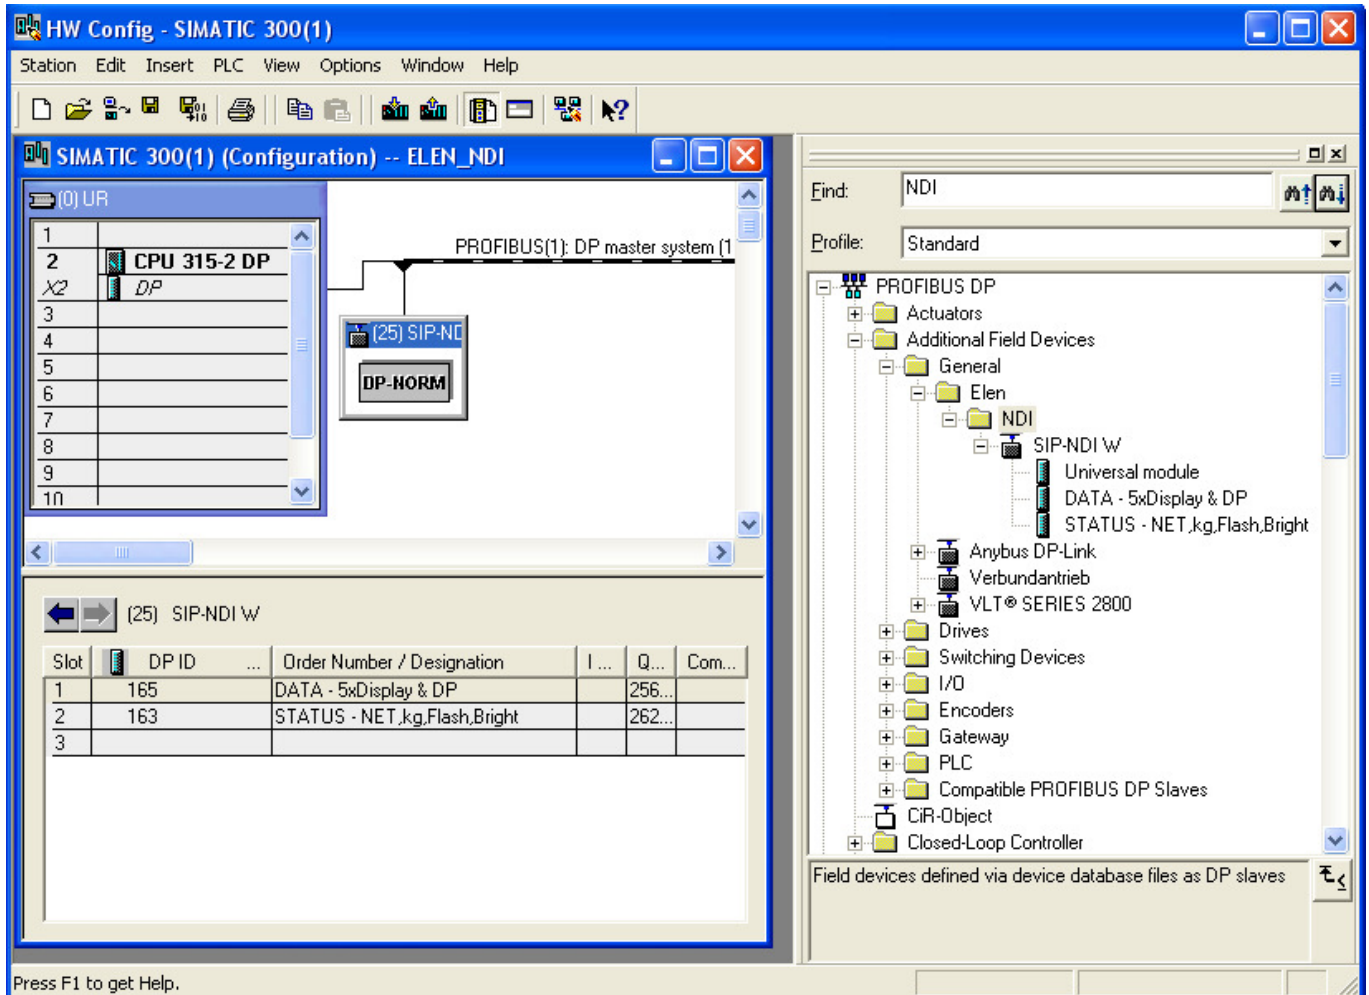 HW Config - SIMATIC 300(1)
Station Edit Insert PLC View Options Window Help
SIMATIC 300(1) (Configuration) -- ELEN_NDI
(0) UR
1
2 CPU 315-2 DP
X2 DP
3
4
5
6
7
8
9
10
PROFIBUS(1): DP master system (1
(25) SIP-ND
DP-NORM
(25) SIP-NDI W
Slot DP ID ... Order Number / Designation I ... Q... Com...
1 165 DATA - 5xDisplay & DP 256...
2 163 STATUS - NET,kg,Flash,Bright 262...
3
Find: NDI
Profile: Standard
PROFIBUS DP
Actuators
Additional Field Devices
General
Elen
NDI
SIP-NDI W
Universal module
DATA - 5xDisplay & DP
STATUS - NET,kg,Flash,Bright
Anybus DP-Link
Verbundantrieb
VLT® SERIES 2800
Drives
Switching Devices
I/O
Encoders
Gateway
PLC
Compatible PROFIBUS DP Slaves
CiR-Object
Closed-Loop Controller
Field devices defined via device database files as DP slaves
Press F1 to get Help.